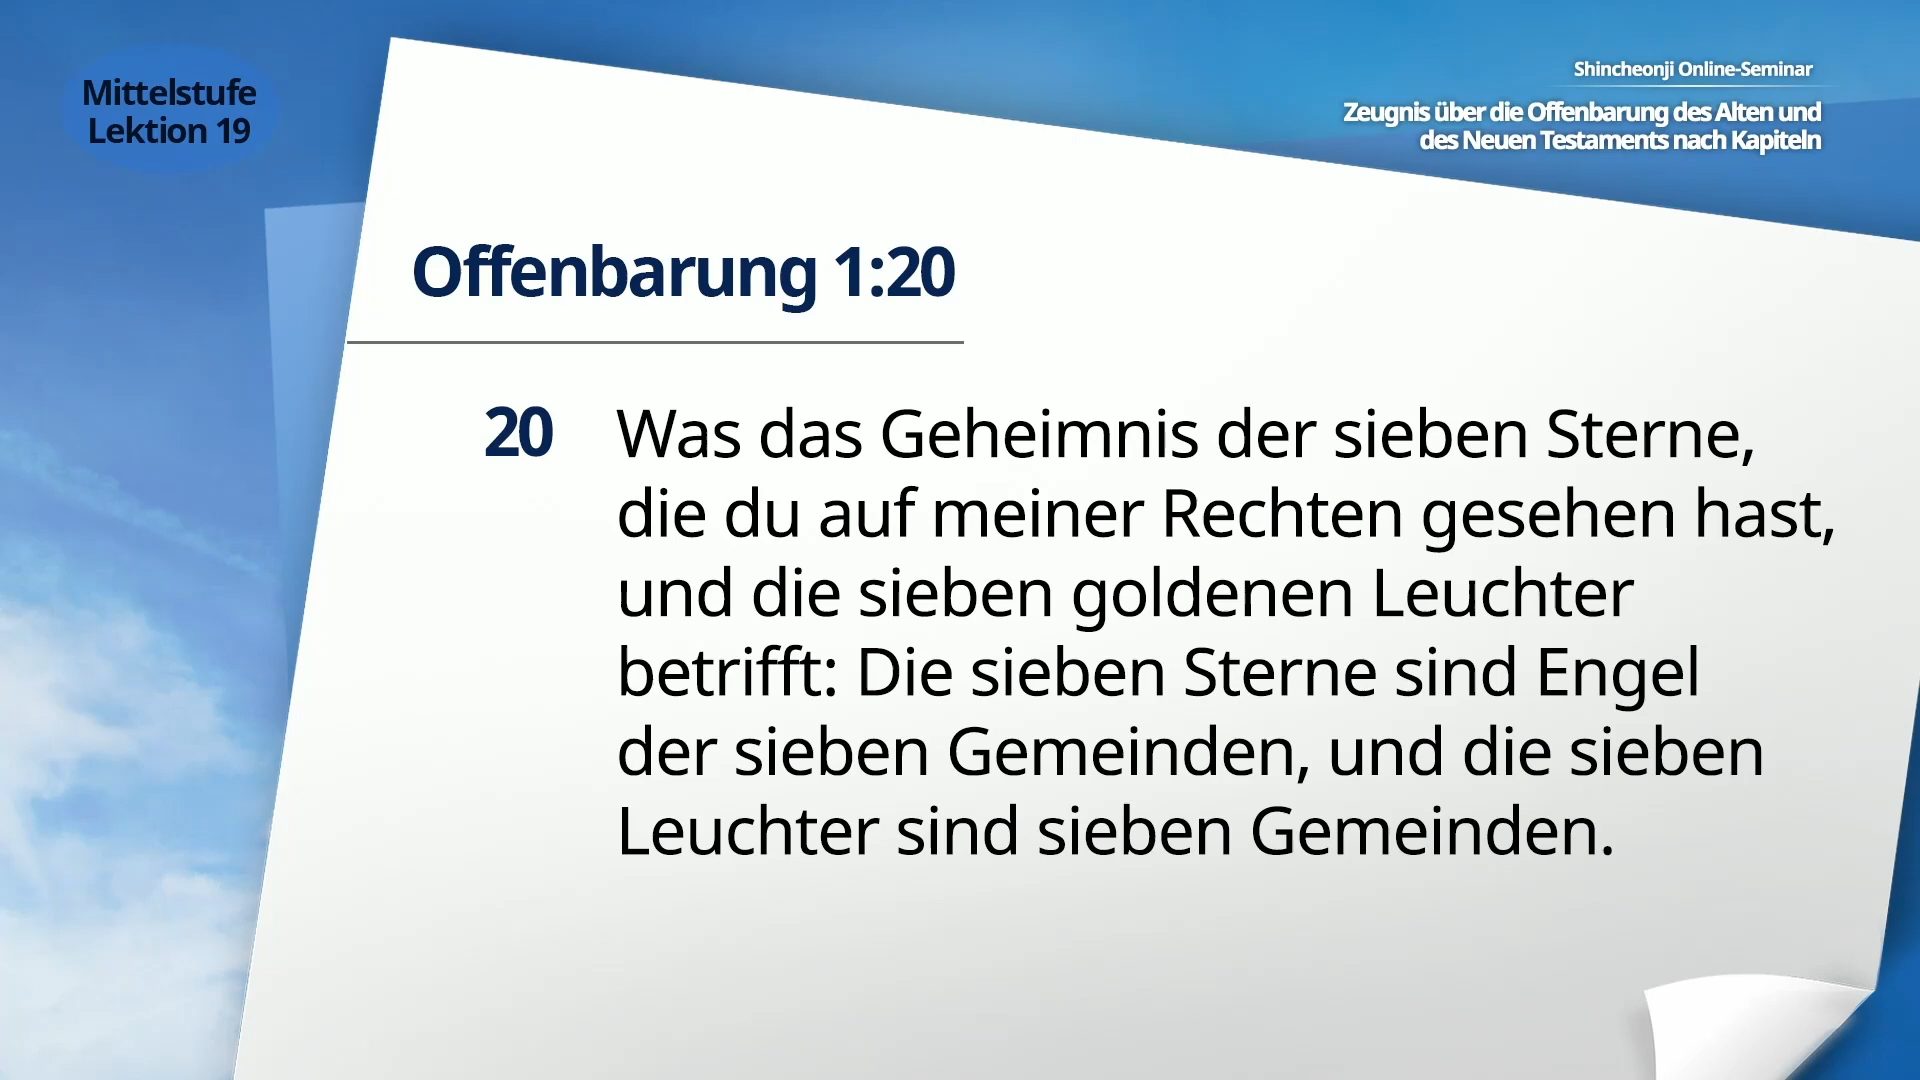 Mittelstufe
Lektion 19
Shincheonji Online-Seminar
Zeugnis über die Offenbarung des Alten und
des Neuen Testaments nach Kapiteln
Offenbarung 1:20
20 Was das Geheimnis der sieben Sterne,
die du auf meiner Rechten gesehen hast,
und die sieben goldenen Leuchter
betrifft: Die sieben Sterne sind Engel
der sieben Gemeinden, und die sieben
Leuchter sind sieben Gemeinden.